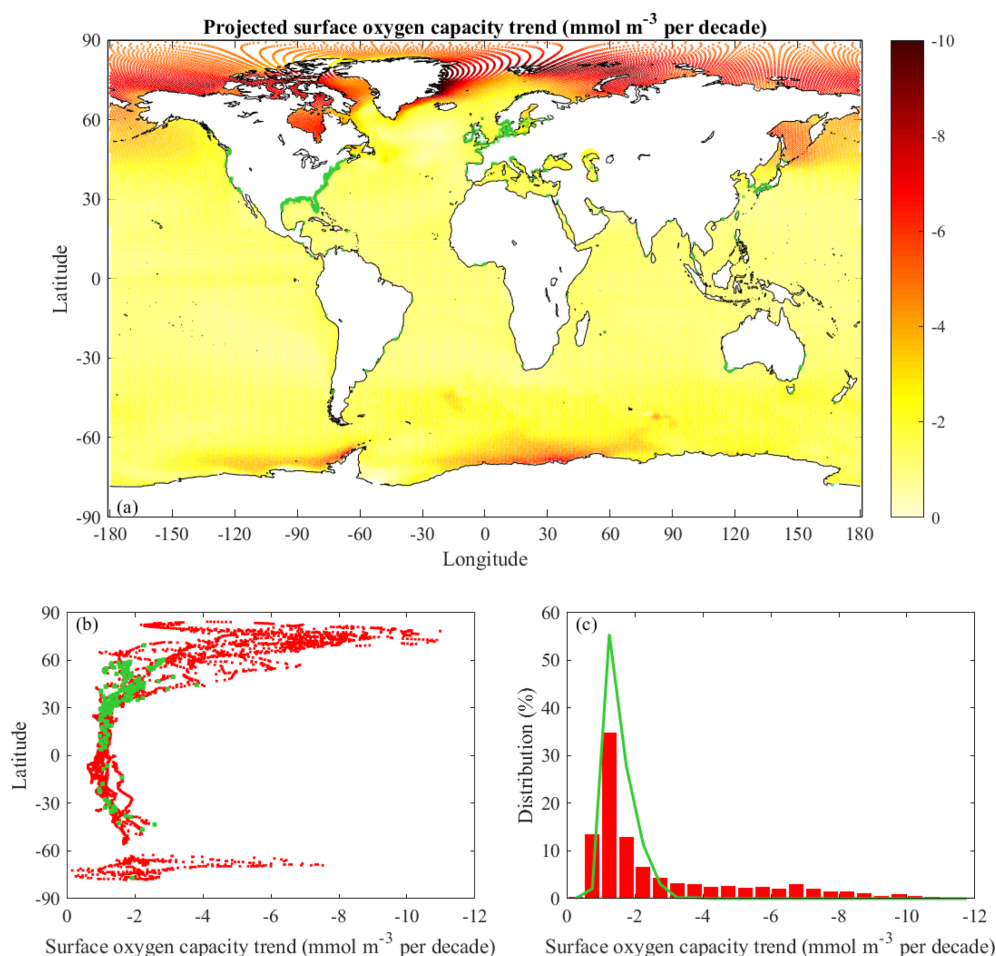 Projected surface oxygen capacity trend (mmol m⁻³ per decade)
90
60
30
0
-30
-60
-90
Latitude
(a)
-180 -150 -120 -90 -60 -30 0 30 60 90 120 150 180
Longitude
-10
-8
-6
-4
-2
0
(b)
90
60
30
0
-30
-60
-90
Latitude
0 -2 -4 -6 -8 -10 -12
Surface oxygen capacity trend (mmol m⁻³ per decade)
(c)
60
50
40
30
20
10
0
Distribution (%)
0 -2 -4 -6 -8 -10 -12
Surface oxygen capacity trend (mmol m⁻³ per decade)